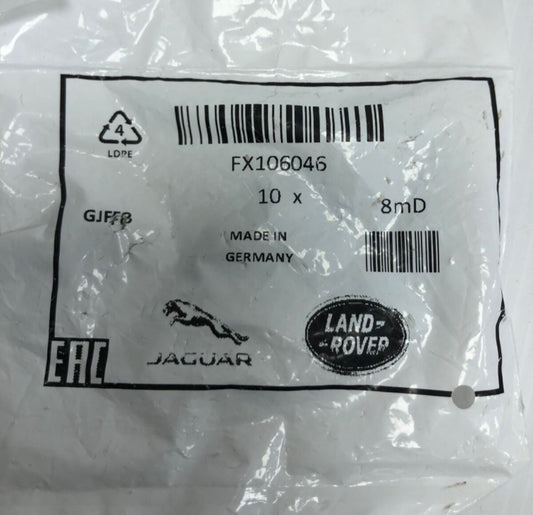 4
LDPE
FX106046
10 x
8mD
GJFFB
MADE IN
GERMANY
JAGUAR
LAND-
-ROVER
EAC